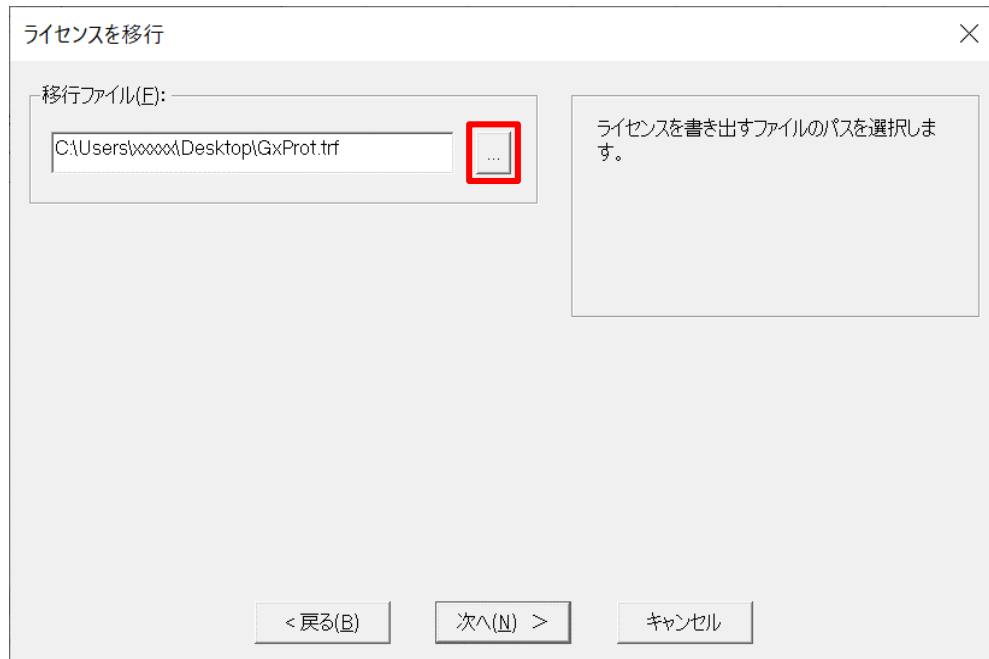 ライセンスを移行
移行ファイル(F):
C:\Users\xxxxx\Desktop\GxProt.trf
...
ライセンスを書き出すファイルのパスを選択しま
す。
< 戻る(B)
次へ(N) >
キャンセル